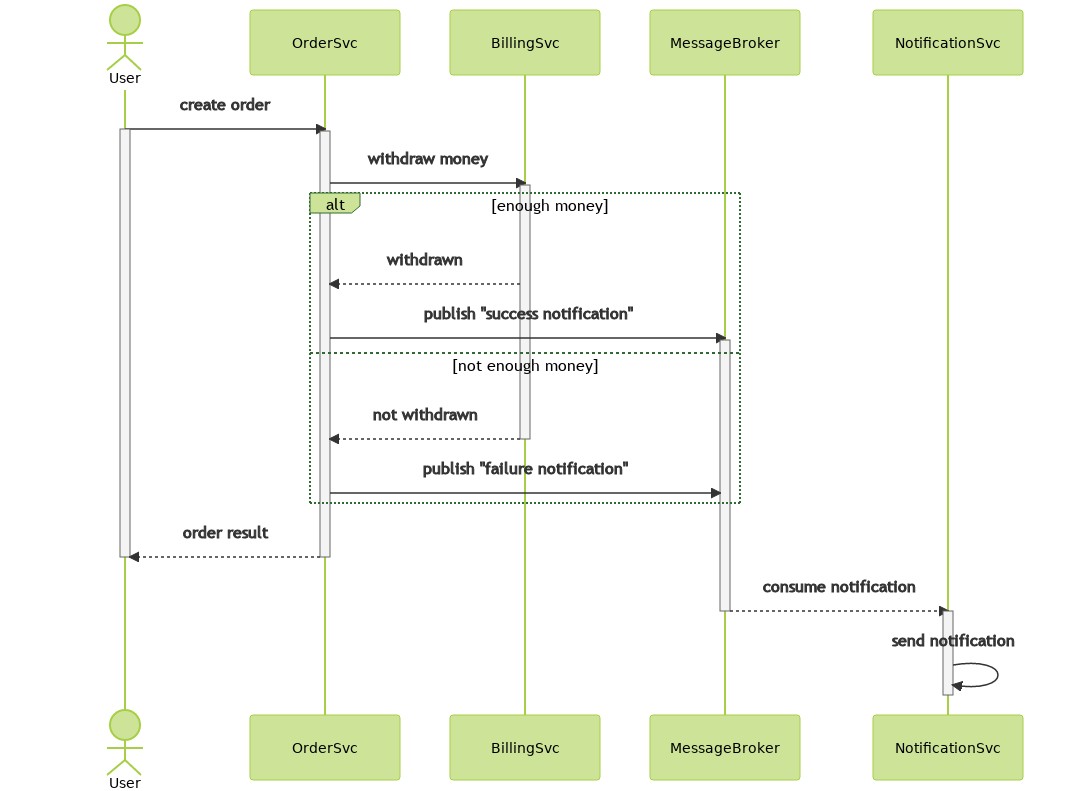 User
OrderSvc
BillingSvc
MessageBroker
NotificationSvc
create order
withdraw money
alt
[enough money]
withdrawn
publish "success notification"
[not enough money]
not withdrawn
publish "failure notification"
order result
consume notification
send notification
User
OrderSvc
BillingSvc
MessageBroker
NotificationSvc